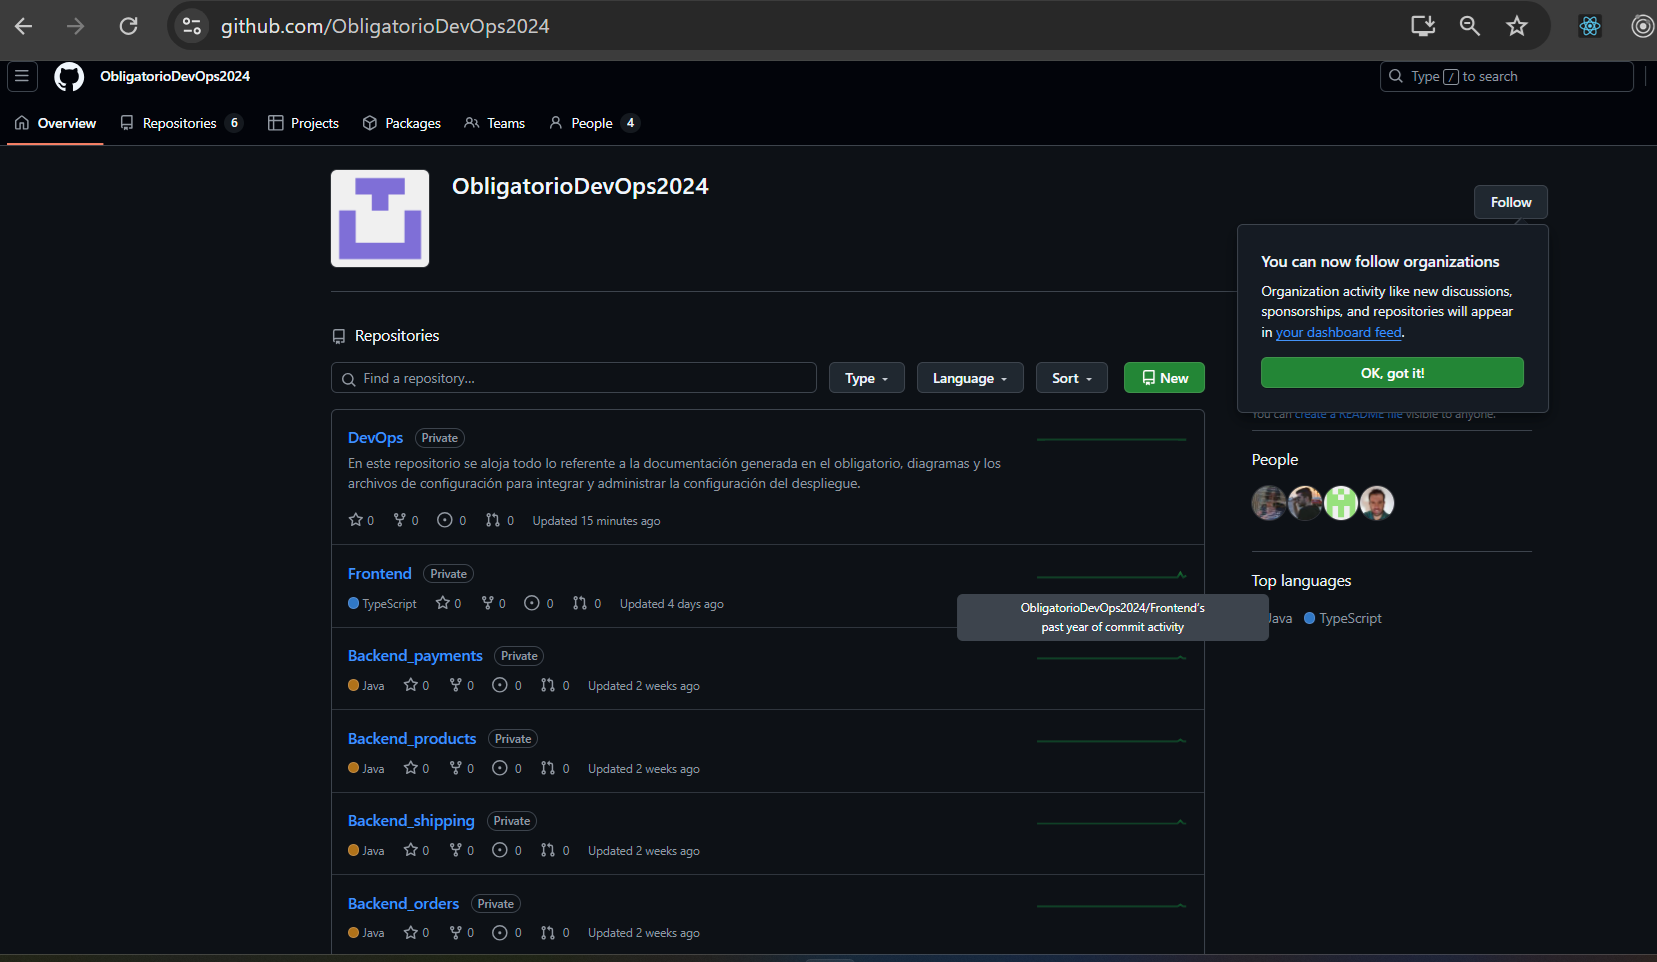 github.com/ObligatorioDevOps2024
ObligatorioDevOps2024
Type / to search
Overview
Repositories 6
Projects
Packages
Teams
People 4
ObligatorioDevOps2024
Follow
You can now follow organizations
Organization activity like new discussions,
sponsorships, and repositories will appear
in your dashboard feed.
OK, got it!
You can create a README file visible to anyone.
Repositories
Find a repository...
Type
Language
Sort
New
DevOps Private
En este repositorio se aloja todo lo referente a la documentación generada en el obligatorio, diagramas y los
archivos de configuración para integrar y administrar la configuración del despliegue.
0 0 0 0 Updated 15 minutes ago
Frontend Private
TypeScript 0 0 0 0 Updated 4 days ago
ObligatorioDevOps2024/Frontend's
past year of commit activity
Backend_payments Private
Java 0 0 0 0 Updated 2 weeks ago
Backend_products Private
Java 0 0 0 0 Updated 2 weeks ago
Backend_shipping Private
Java 0 0 0 0 Updated 2 weeks ago
Backend_orders Private
Java 0 0 0 0 Updated 2 weeks ago
People
Top languages
Java TypeScript